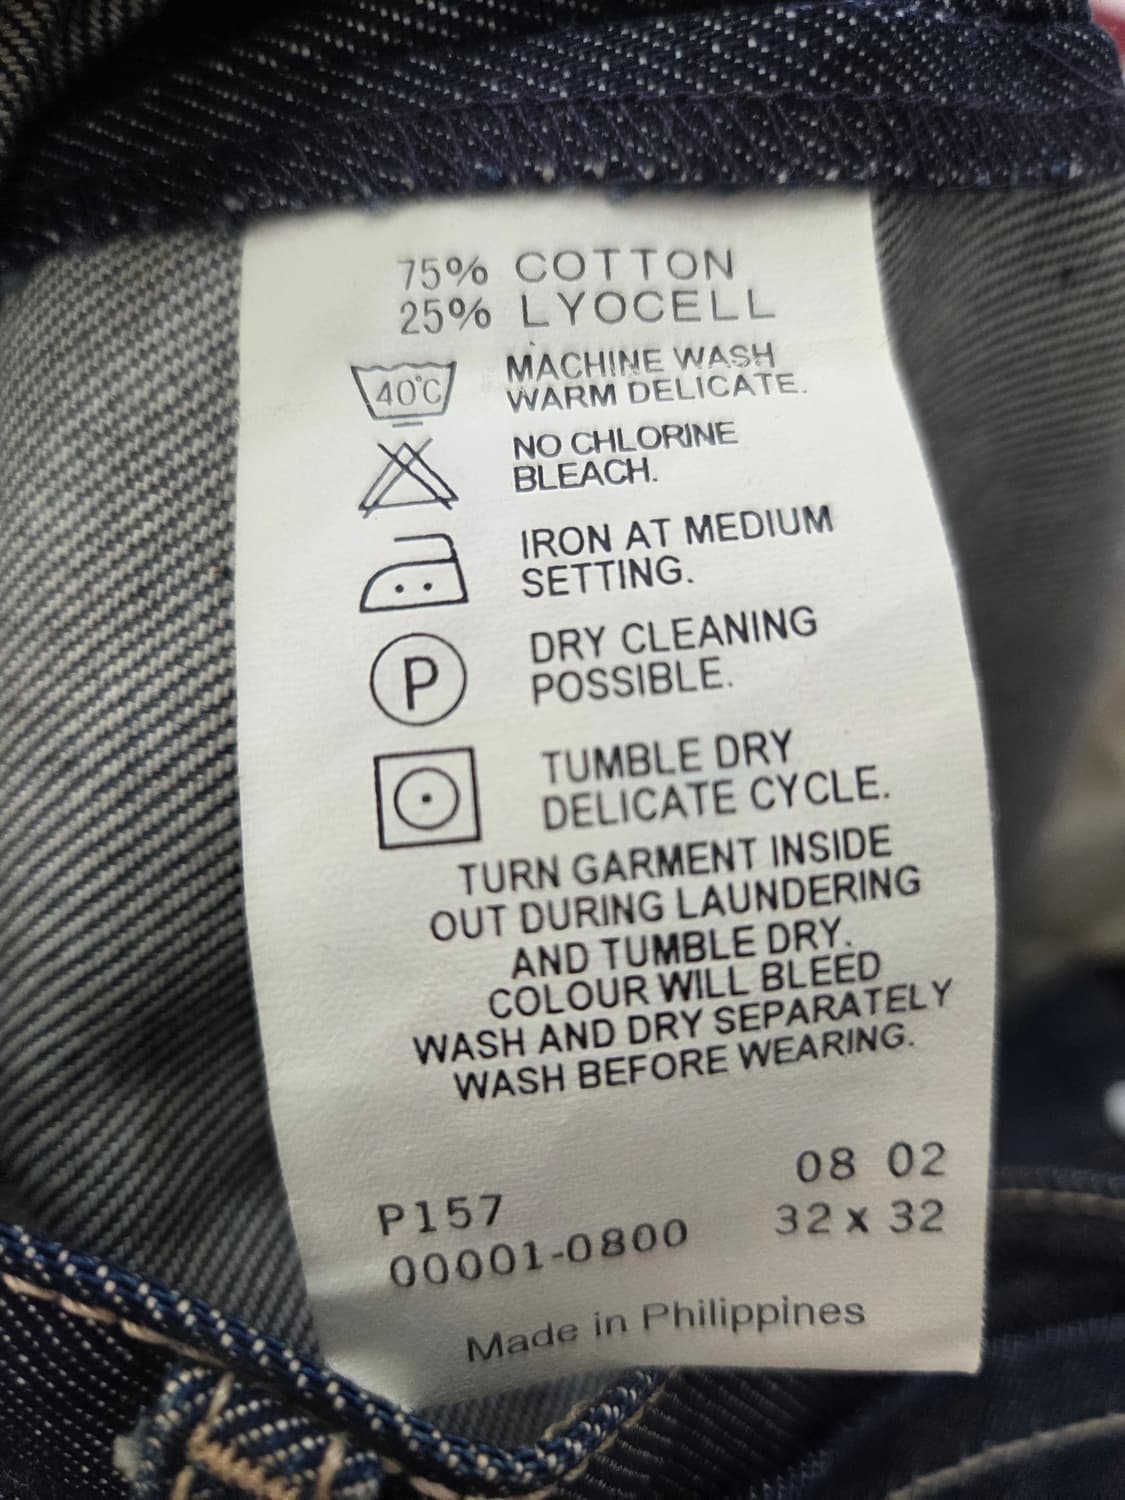 75% COTTON
25% LYOCELL
40°C
MACHINE WASH
WARM DELICATE.
NO CHLORINE
BLEACH.
IRON AT MEDIUM
SETTING.
P
DRY CLEANING
POSSIBLE.
TUMBLE DRY
DELICATE CYCLE.
TURN GARMENT INSIDE
OUT DURING LAUNDERING
AND TUMBLE DRY.
COLOUR WILL BLEED
WASH AND DRY SEPARATELY
WASH BEFORE WEARING.
08 02
P157
32 x 32
00001-0800
Made in Philippines